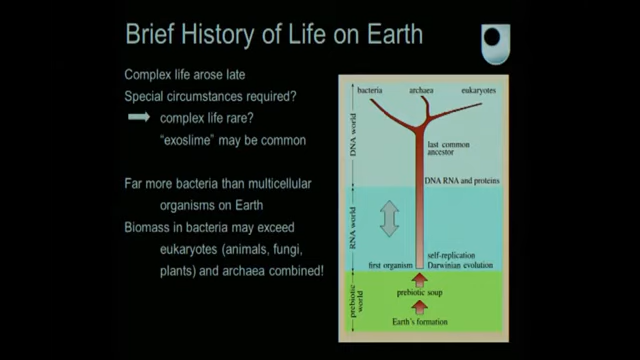 Brief History of Life on Earth
Complex life arose late
Special circumstances required?
complex life rare?
“exoslime” may be common
Far more bacteria than multicellular
organisms on Earth
Biomass in bacteria may exceed
eukaryotes (animals, fungi,
plants) and archaea combined!
bacteria
archaea
eukaryotes
DNA world
last common
ancestor
DNA RNA and proteins
RNA world
self-replication
first organism
Darwinian evolution
prebiotic world
prebiotic soup
Earth's formation